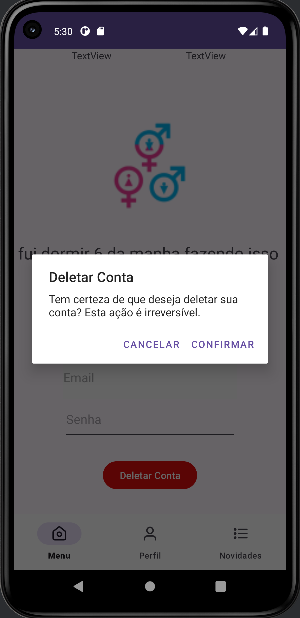 5:30
TextView TextView
fui dormir 6 da manha fazendo isso
Deletar Conta
Tem certeza de que deseja deletar sua
conta? Esta ação é irreversível.
CANCELAR CONFIRMAR
Email
Senha
Deletar Conta
Menu Perfil Novidades